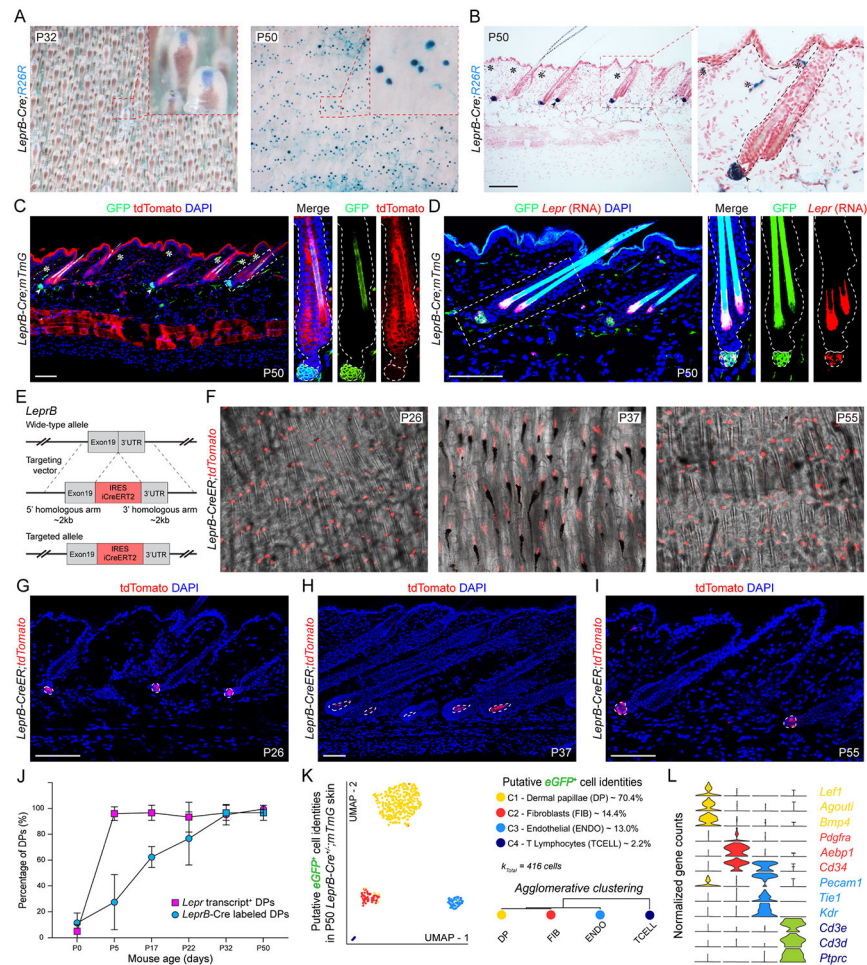 A
P32
P50
LeprB-Cre;R26R
B
P50
LeprB-Cre;R26R
*
*
*
*
*
C
GFP tdTomato DAPI
Merge
GFP
tdTomato
LeprB-Cre;mTmG
*
*
*
*
*
P50
D
GFP Lepr (RNA) DAPI
Merge
GFP
Lepr (RNA)
LeprB-Cre;mTmG
P50
E
LeprB
Wide-type allele
Exon19
3'UTR
Targeting
vector
Exon19
IRES
iCreERT2
3'UTR
5' homologous arm
~2kb
3' homologous arm
~2kb
Targeted allele
Exon19
IRES
iCreERT2
3'UTR
F
LeprB-CreER;tdTomato
P26
P37
P55
G
tdTomato DAPI
LeprB-CreER;tdTomato
P26
H
tdTomato DAPI
LeprB-CreER;tdTomato
P37
I
tdTomato DAPI
LeprB-CreER;tdTomato
P55
J
Percentage of DPs (%)
100
80
60
40
20
0
Lepr transcript⁺ DPs
LeprB-Cre labeled DPs
P0
P5
P17
P22
P32
P50
Mouse age (days)
K
Putative eGFP⁺ cell identities
in P50 LeprB-Cre⁺ᐟ⁻;mTmG skin
UMAP - 2
UMAP - 1
Putative eGFP⁺ cell identities
C1 - Dermal papillae (DP) ~ 70.4%
C2 - Fibroblasts (FIB) ~ 14.4%
C3 - Endothelial (ENDO) ~ 13.0%
C4 - T Lymphocytes (TCELL) ~ 2.2%
kTotal = 416 cells
Agglomerative clustering
DP
FIB
ENDO
TCELL
L
Normalized gene counts
Lef1
Agouti
Bmp4
Pdgfra
Aebp1
Cd34
Pecam1
Tie1
Kdr
Cd3e
Cd3d
Ptprc